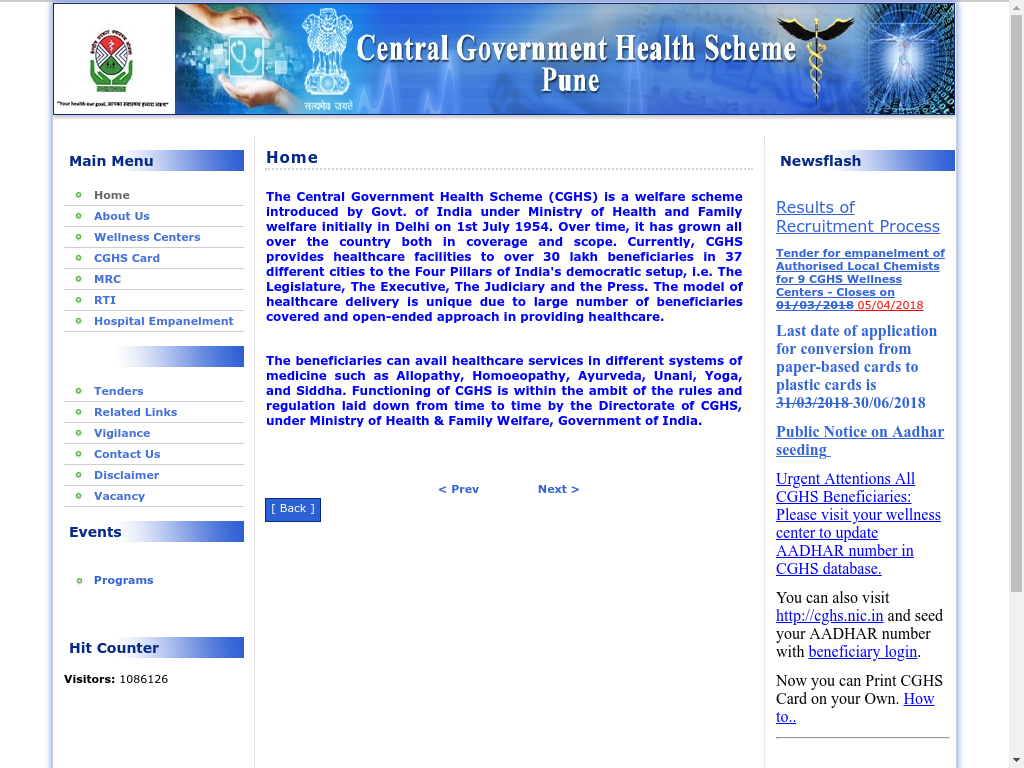 Central Government Health Scheme
Pune
सत्यमेव जयते
"Your health our goal, आपका स्वास्थ्य हमारा लक्ष्य"
Main Menu
Home
About Us
Wellness Centers
CGHS Card
MRC
RTI
Hospital Empanelment
Tenders
Related Links
Vigilance
Contact Us
Disclaimer
Vacancy
Events
Programs
Hit Counter
Visitors: 1086126
Home
The Central Government Health Scheme (CGHS) is a welfare scheme
introduced by Govt. of India under Ministry of Health and Family
welfare initially in Delhi on 1st July 1954. Over time, it has grown all
over the country both in coverage and scope. Currently, CGHS
provides healthcare facilities to over 30 lakh beneficiaries in 37
different cities to the Four Pillars of India's democratic setup, i.e. The
Legislature, The Executive, The Judiciary and the Press. The model of
healthcare delivery is unique due to large number of beneficiaries
covered and open-ended approach in providing healthcare.
The beneficiaries can avail healthcare services in different systems of
medicine such as Allopathy, Homoeopathy, Ayurveda, Unani, Yoga,
and Siddha. Functioning of CGHS is within the ambit of the rules and
regulation laid down from time to time by the Directorate of CGHS,
under Ministry of Health & Family Welfare, Government of India.
< Prev Next >
[ Back ]
Newsflash
Results of
Recruitment Process
Tender for empanelment of
Authorised Local Chemists
for 9 CGHS Wellness
Centers - Closes on
01/03/2018 05/04/2018
Last date of application
for conversion from
paper-based cards to
plastic cards is
31/03/2018 30/06/2018
Public Notice on Aadhar
seeding
Urgent Attentions All
CGHS Beneficiaries:
Please visit your wellness
center to update
AADHAR number in
CGHS database.
You can also visit
http://cghs.nic.in and seed
your AADHAR number
with beneficiary login.
Now you can Print CGHS
Card on your Own. How
to..